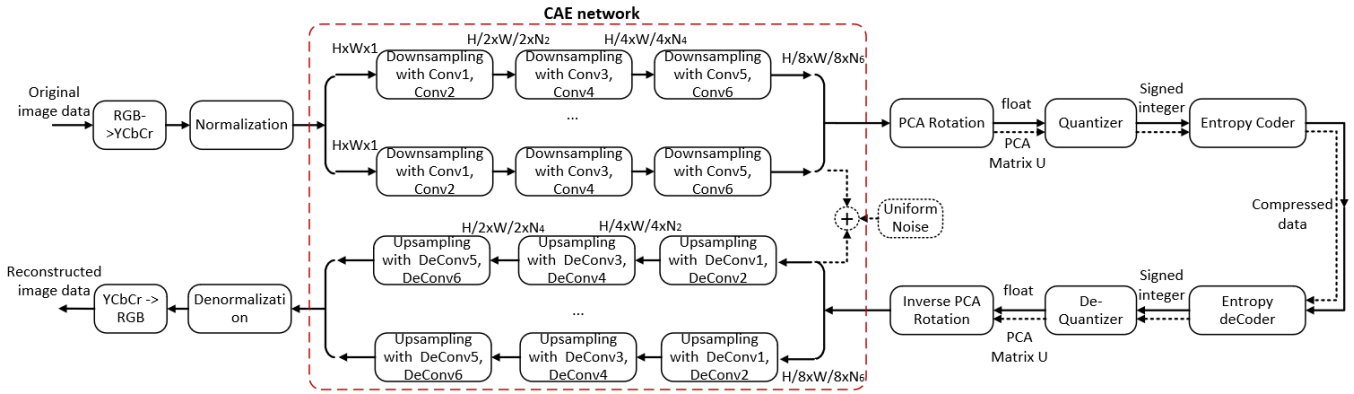 CAE network
HxWx1
H/2xW/2xN2
H/4xW/4xN4
H/8xW/8xN6
Original
image data
RGB-
>YCbCr
Normalization
Downsampling
with Conv1,
Conv2
Downsampling
with Conv3,
Conv4
Downsampling
with Conv5,
Conv6
...
HxWx1
Downsampling
with Conv1,
Conv2
Downsampling
with Conv3,
Conv4
Downsampling
with Conv5,
Conv6
PCA Rotation
float
PCA
Matrix U
Quantizer
Signed
integer
Entropy Coder
Compressed
data
Uniform
Noise
+
H/2xW/2xN4
H/4xW/4xN2
Upsampling
with DeConv5,
DeConv6
Upsampling
with DeConv3,
DeConv4
Upsampling
with DeConv1,
DeConv2
...
Upsampling
with DeConv5,
DeConv6
Upsampling
with DeConv3,
DeConv4
Upsampling
with DeConv1,
DeConv2
H/8xW/8xN6
Reconstructed
image data
YCbCr ->
RGB
Denormalizati
on
Inverse PCA
Rotation
float
PCA
Matrix U
De-
Quantizer
Signed
integer
Entropy
deCoder